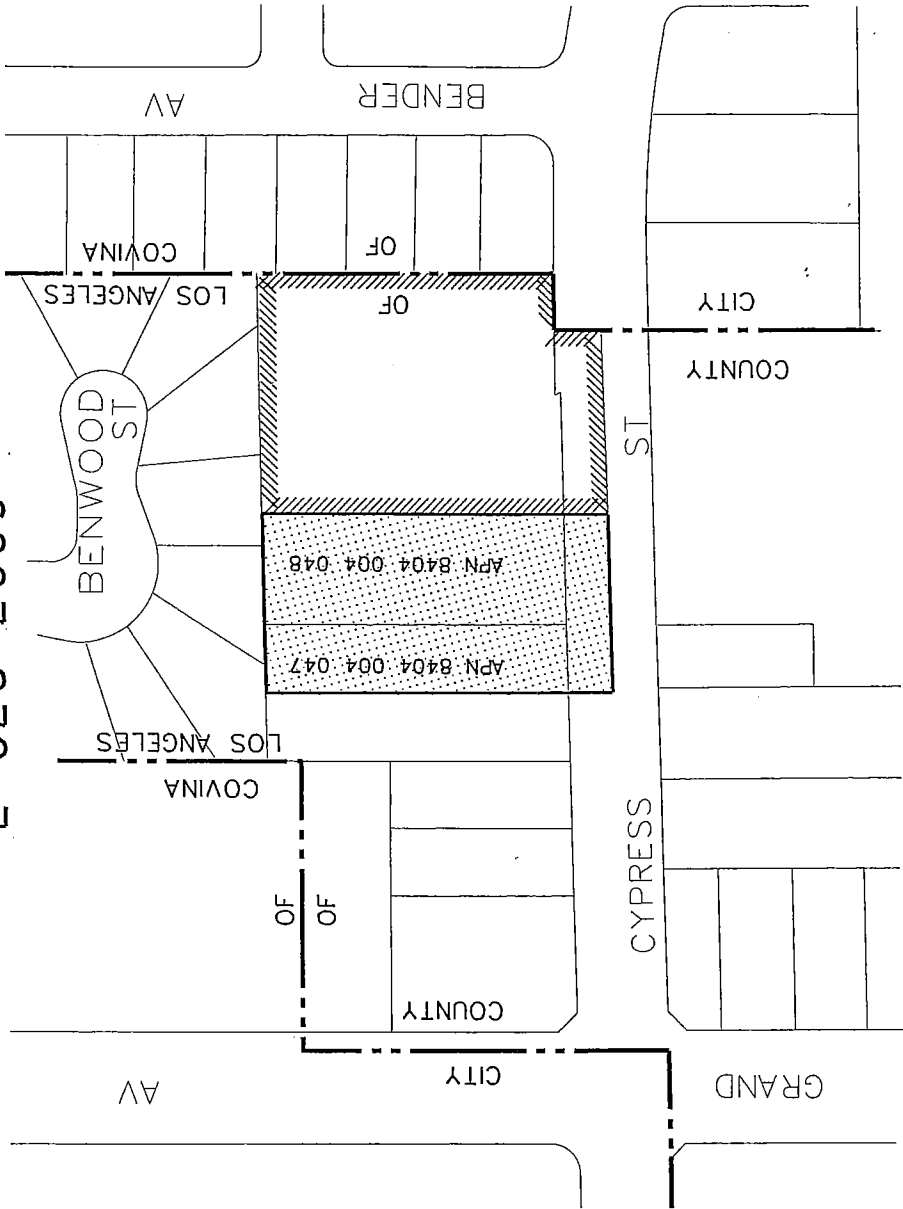 GRAND
AV
CITY
COUNTY
OF
OF
CYPRESS
ST
COVINA
LOS ANGELES
APN 8404 004 047
APN 8404 004 048
BENWOOD
ST
COUNTY
OF
LOS ANGELES
CITY
OF
COVINA
BENDER
AV